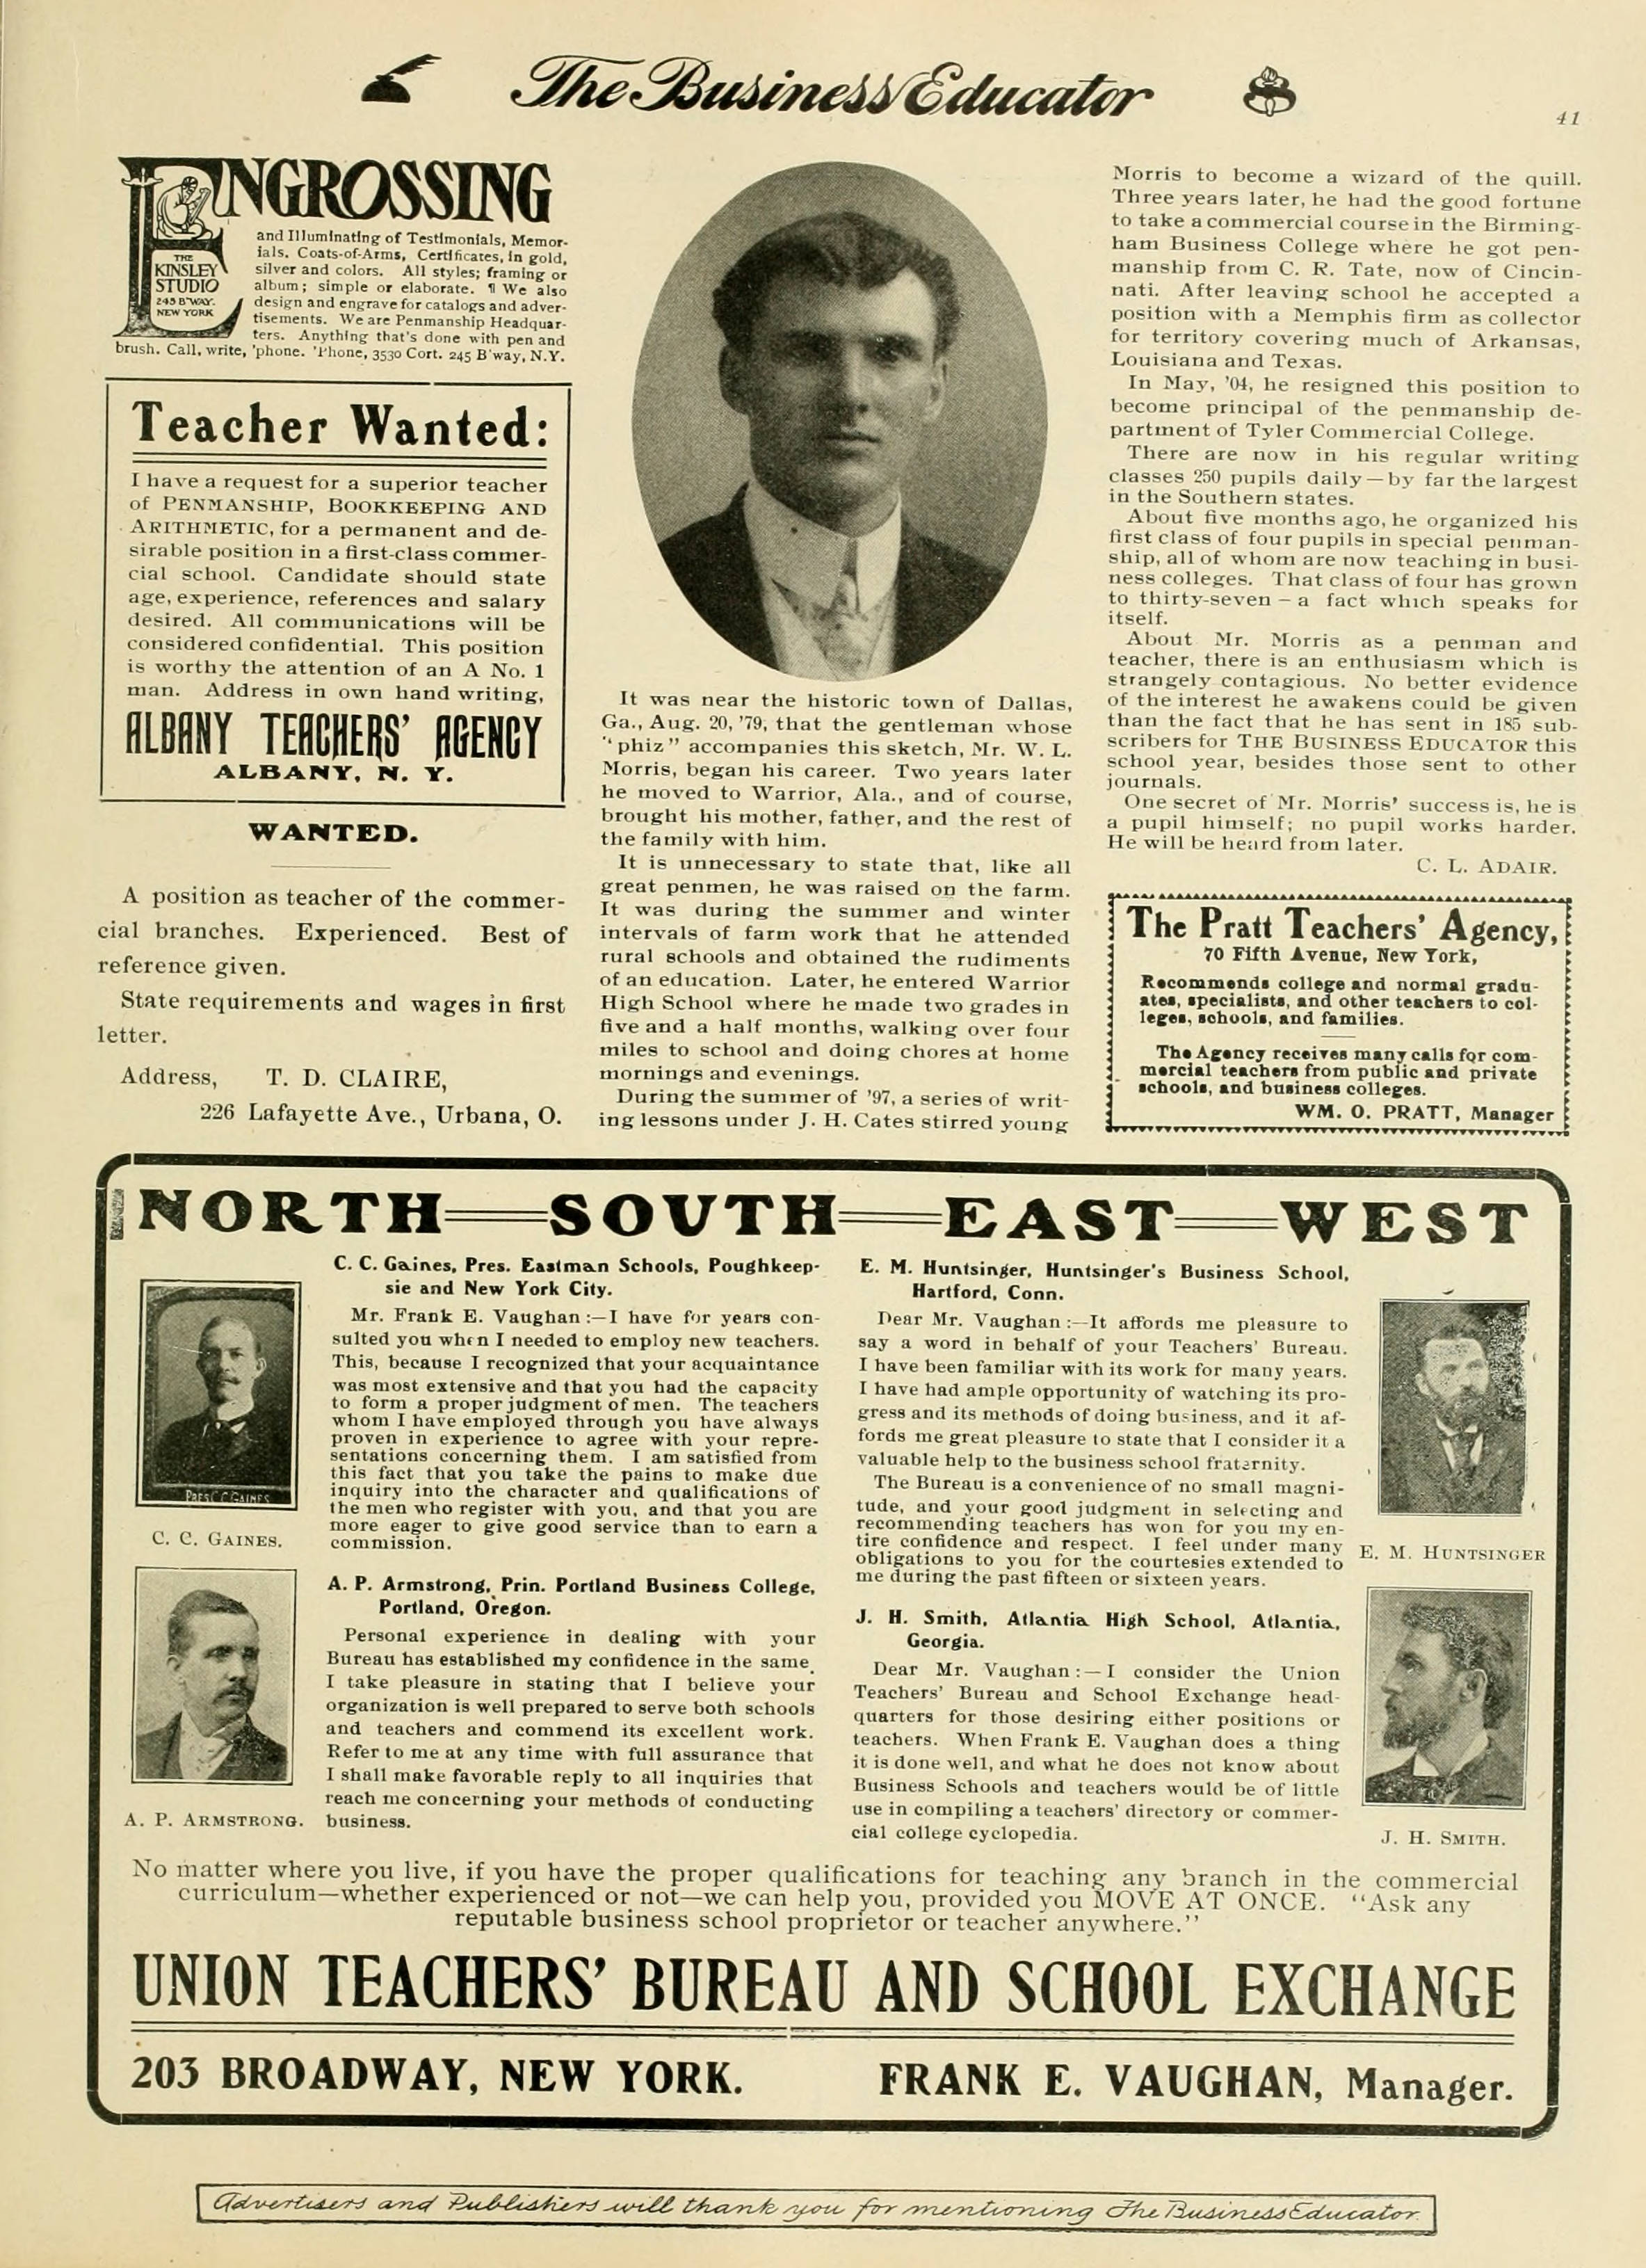 The Business Educator
41
ENGROSSING
and Illuminating of Testimonials, Memor-
ials, Coats-of-Arms, Certificates, in gold,
silver and colors. All styles; framing or
album; simple or elaborate. ¶ We also
design and engrave for catalogs and adver-
tisements. We are Penmanship Headquar-
ters. Anything that's done with pen and
brush. Call, write, 'phone. 'Phone, 3530 Cort. 245 B'way, N.Y.
THE
KINSLEY
STUDIO
245 B'WAY.
NEW YORK
Teacher Wanted:
I have a request for a superior teacher
of PENMANSHIP, BOOKKEEPING AND
ARITHMETIC, for a permanent and de-
sirable position in a first-class commer-
cial school. Candidate should state
age, experience, references and salary
desired. All communications will be
considered confidential. This position
is worthy the attention of an A No. 1
man. Address in own hand writing,
ALBANY TEACHERS' AGENCY
ALBANY, N. Y.
WANTED.
A position as teacher of the commer-
cial branches. Experienced. Best of
reference given.
State requirements and wages in first
letter.
Address, T. D. CLAIRE,
226 Lafayette Ave., Urbana, O.
It was near the historic town of Dallas,
Ga., Aug. 20, '79, that the gentleman whose
"phiz" accompanies this sketch, Mr. W. L.
Morris, began his career. Two years later
he moved to Warrior, Ala., and of course,
brought his mother, father, and the rest of
the family with him.
It is unnecessary to state that, like all
great penmen, he was raised on the farm.
It was during the summer and winter
intervals of farm work that he attended
rural schools and obtained the rudiments
of an education. Later, he entered Warrior
High School where he made two grades in
five and a half months, walking over four
miles to school and doing chores at home
mornings and evenings.
During the summer of '97, a series of writ-
ing lessons under J. H. Cates stirred young
Morris to become a wizard of the quill.
Three years later, he had the good fortune
to take a commercial course in the Birming-
ham Business College where he got pen-
manship from C. R. Tate, now of Cincin-
nati. After leaving school he accepted a
position with a Memphis firm as collector
for territory covering much of Arkansas,
Louisiana and Texas.
In May, '04, he resigned this position to
become principal of the penmanship de-
partment of Tyler Commercial College.
There are now in his regular writing
classes 250 pupils daily—by far the largest
in the Southern states.
About five months ago, he organized his
first class of four pupils in special penman-
ship, all of whom are now teaching in busi-
ness colleges. That class of four has grown
to thirty-seven – a fact which speaks for
itself.
About Mr. Morris as a penman and
teacher, there is an enthusiasm which is
strangely contagious. No better evidence
of the interest he awakens could be given
than the fact that he has sent in 185 sub-
scribers for THE BUSINESS EDUCATOR this
school year, besides those sent to other
journals.
One secret of Mr. Morris' success is, he is
a pupil himself; no pupil works harder.
He will be heard from later.
C. L. ADAIR.
The Pratt Teachers' Agency,
70 Fifth Avenue, New York,
Recommends college and normal gradu-
ates, specialists, and other teachers to col-
leges, schools, and families.
The Agency receives many calls for com-
mercial teachers from public and private
schools, and business colleges.
WM. O. PRATT, Manager
NORTH—SOUTH—EAST—WEST
C. C. Gaines, Pres. Eastman Schools, Poughkeep-
sie and New York City.
Mr. Frank E. Vaughan:—I have for years con-
sulted you when I needed to employ new teachers.
This, because I recognized that your acquaintance
was most extensive and that you had the capacity
to form a proper judgment of men. The teachers
whom I have employed through you have always
proven in experience to agree with your repre-
sentations concerning them. I am satisfied from
this fact that you take the pains to make due
inquiry into the character and qualifications of
the men who register with you, and that you are
more eager to give good service than to earn a
commission.
PRES. C.C. GAINES
C. C. GAINES.
A. P. Armstrong, Prin. Portland Business College,
Portland, Oregon.
Personal experience in dealing with your
Bureau has established my confidence in the same.
I take pleasure in stating that I believe your
organization is well prepared to serve both schools
and teachers and commend its excellent work.
Refer to me at any time with full assurance that
I shall make favorable reply to all inquiries that
reach me concerning your methods of conducting
business.
A. P. ARMSTRONG.
E. M. Huntsinger, Huntsinger's Business School,
Hartford, Conn.
Dear Mr. Vaughan:—It affords me pleasure to
say a word in behalf of your Teachers' Bureau.
I have been familiar with its work for many years.
I have had ample opportunity of watching its pro-
gress and its methods of doing business, and it af-
fords me great pleasure to state that I consider it a
valuable help to the business school fraternity.
The Bureau is a convenience of no small magni-
tude, and your good judgment in selecting and
recommending teachers has won for you my en-
tire confidence and respect. I feel under many
obligations to you for the courtesies extended to
me during the past fifteen or sixteen years.
E. M. HUNTSINGER
J. H. Smith, Atlantia High School, Atlantia,
Georgia.
Dear Mr. Vaughan:—I consider the Union
Teachers' Bureau and School Exchange head-
quarters for those desiring either positions or
teachers. When Frank E. Vaughan does a thing
it is done well, and what he does not know about
Business Schools and teachers would be of little
use in compiling a teachers' directory or commer-
cial college cyclopedia.
J. H. SMITH.
No matter where you live, if you have the proper qualifications for teaching any branch in the commercial
curriculum—whether experienced or not—we can help you, provided you MOVE AT ONCE. "Ask any
reputable business school proprietor or teacher anywhere."
UNION TEACHERS' BUREAU AND SCHOOL EXCHANGE
203 BROADWAY, NEW YORK. FRANK E. VAUGHAN, Manager.
Advertisers and Publishers will thank you for mentioning The Business Educator.